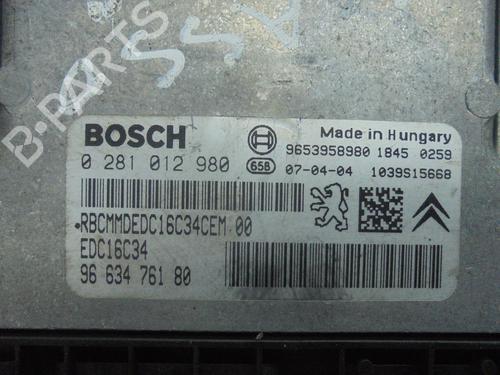 B-PARTS
BOSCH
Made in Hungary
9653958980 1845 0259
0 281 012 980
658
07-04-04 1039S15668
RBCMMDEDC16C34CEM 00
EDC16C34
96 634 761 80